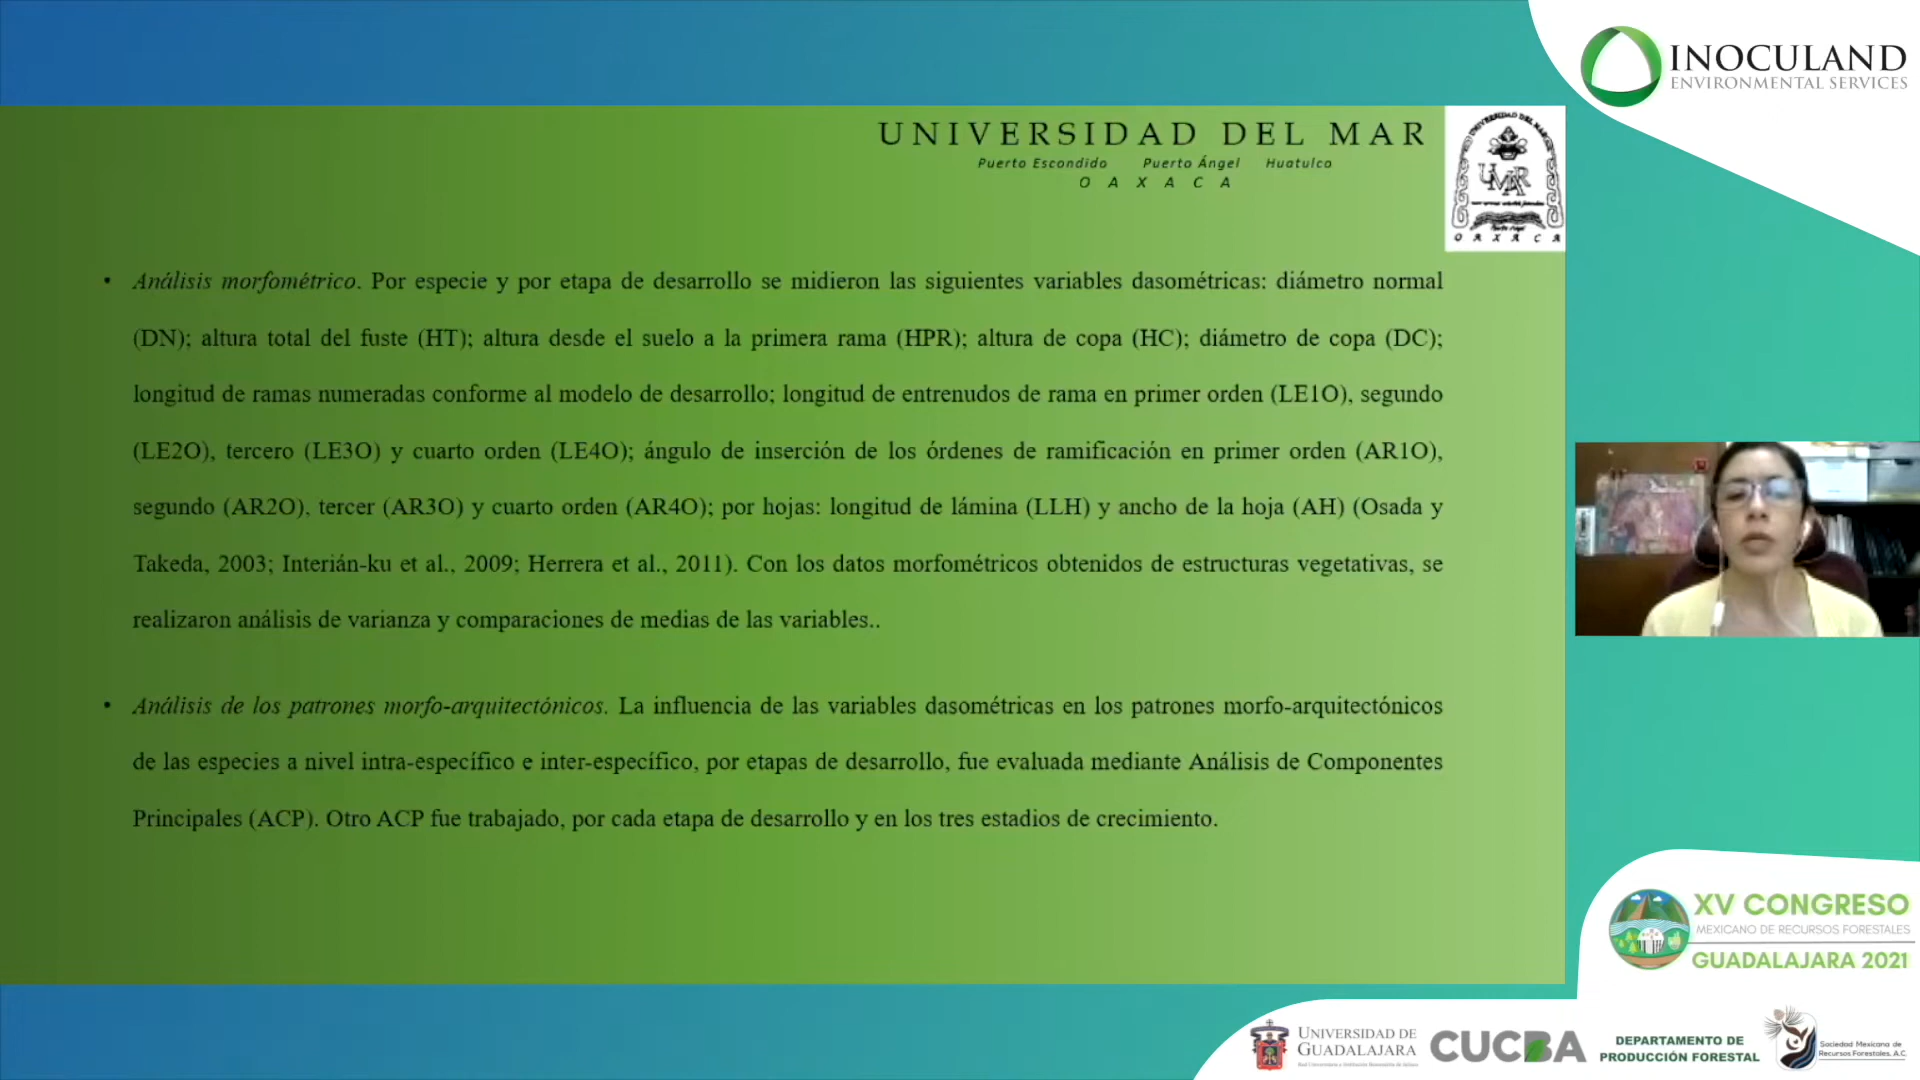 INOCULAND
ENVIRONMENTAL SERVICES
UNIVERSIDAD DEL MAR
Puerto Escondido Puerto Ángel Huatulco
OAXACA
UMAR
OAXACA
• Análisis morfométrico. Por especie y por etapa de desarrollo se midieron las siguientes variables dasométricas: diámetro normal
(DN); altura total del fuste (HT); altura desde el suelo a la primera rama (HPR); altura de copa (HC); diámetro de copa (DC);
longitud de ramas numeradas conforme al modelo de desarrollo; longitud de entrenudos de rama en primer orden (LE1O), segundo
(LE2O), tercero (LE3O) y cuarto orden (LE4O); ángulo de inserción de los órdenes de ramificación en primer orden (AR1O),
segundo (AR2O), tercer (AR3O) y cuarto orden (AR4O); por hojas: longitud de lámina (LLH) y ancho de la hoja (AH) (Osada y
Takeda, 2003; Interián-ku et al., 2009; Herrera et al., 2011). Con los datos morfométricos obtenidos de estructuras vegetativas, se
realizaron análisis de varianza y comparaciones de medias de las variables..
• Análisis de los patrones morfo-arquitectónicos. La influencia de las variables dasométricas en los patrones morfo-arquitectónicos
de las especies a nivel intra-específico e inter-específico, por etapas de desarrollo, fue evaluada mediante Análisis de Componentes
Principales (ACP). Otro ACP fue trabajado, por cada etapa de desarrollo y en los tres estadios de crecimiento.
XV CONGRESO
MEXICANO DE RECURSOS FORESTALES
GUADALAJARA 2021
UNIVERSIDAD DE
GUADALAJARA
CUCBA
DEPARTAMENTO DE
PRODUCCIÓN FORESTAL
Sociedad Mexicana de
Recursos Forestales, A.C.